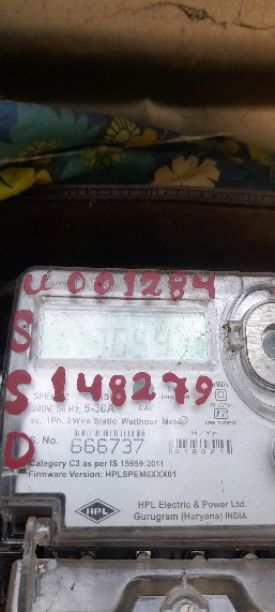 U 001284
S
S 148279
D
240V, 50 Hz, 5-30A
ac, 1Ph, 2 Wire Static Watthour Meter
S. No. 666737
Category C3 as per IS 15959:2011
Firmware Version: HPLSPEM6XXX01
HPL
HPL Electric & Power Ltd.
Gurugram (Haryana) INDIA